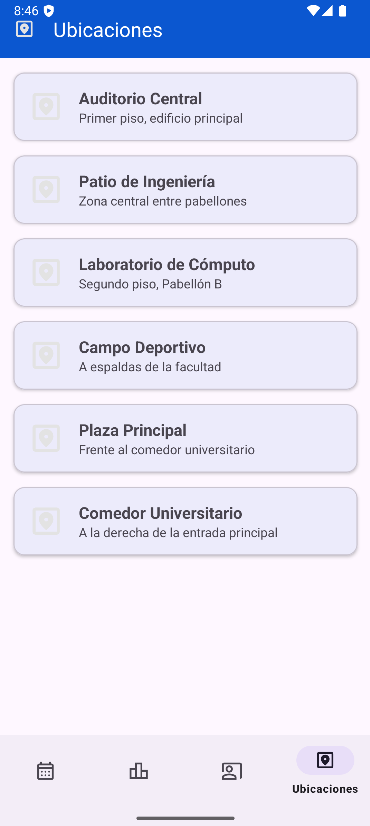 8:46
Ubicaciones
Auditorio Central
Primer piso, edificio principal
Patio de Ingeniería
Zona central entre pabellones
Laboratorio de Cómputo
Segundo piso, Pabellón B
Campo Deportivo
A espaldas de la facultad
Plaza Principal
Frente al comedor universitario
Comedor Universitario
A la derecha de la entrada principal
Ubicaciones